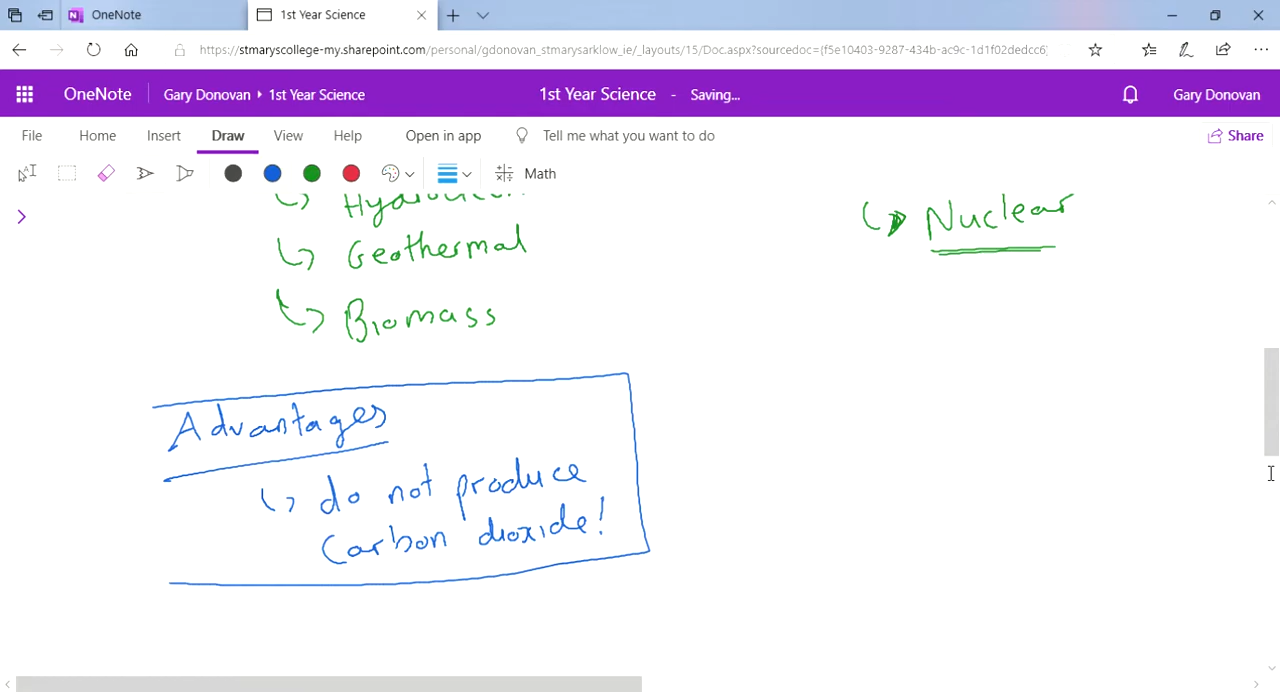 OneNote
1st Year Science
https://stmaryscollege-my.sharepoint.com/personal/gdonovan_stmarysarklow_ie/_layouts/15/Doc.aspx?sourcedoc={f5e10403-9287-434b-ac9c-1d1f02dedcc6}
OneNote
Gary Donovan ▸ 1st Year Science
1st Year Science - Saving...
Gary Donovan
File Home Insert Draw View Help Open in app Tell me what you want to do Share
Math
Nuclear
Geothermal
Biomass
Advantages
do not produce
Carbon dioxide!